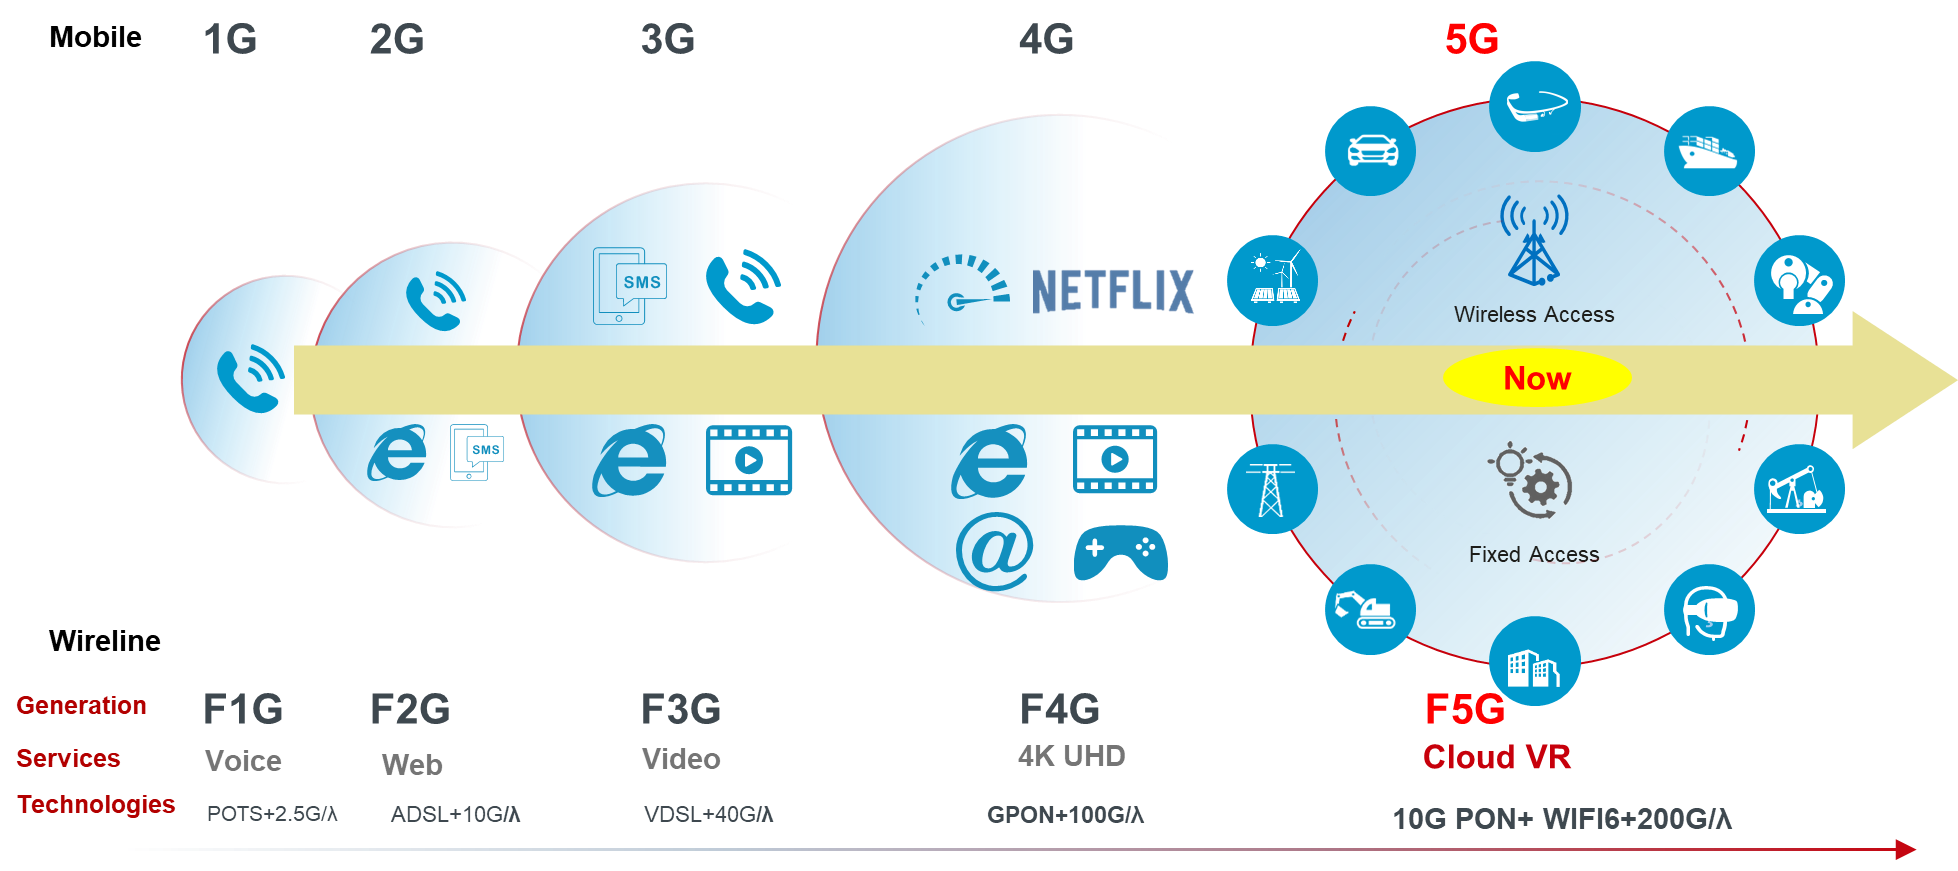 Mobile
1G
2G
3G
4G
5G
SMS
NETFLIX
Wireless Access
Now
SMS
Fixed Access
Wireline
Generation
F1G
F2G
F3G
F4G
F5G
Services
Voice
Web
Video
4K UHD
Cloud VR
Technologies
POTS+2.5G/λ
ADSL+10G/λ
VDSL+40G/λ
GPON+100G/λ
10G PON+ WIFI6+200G/λ